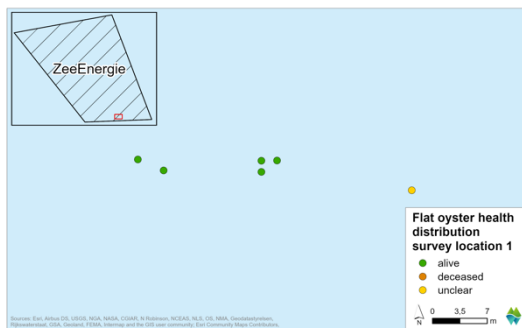 ZeeEnergie
Flat oyster health
distribution
survey location 1
alive
deceased
unclear
N
0 3,5 7
m
Sources: Esri, Airbus DS, USGS, NGA, NASA, CGIAR, N Robinson, NCEAS, NLS, OS, NMA, Geodatastyrelsen,
Rijkswaterstaat, GSA, Geoland, FEMA, Intermap and the GIS user community; Esri Community Maps Contributors,